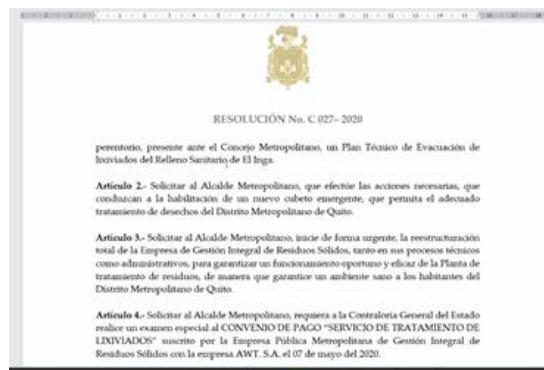 RESOLUCIÓN No. C 027– 2020
perentorio, presente ante el Concejo Metropolitano, un Plan Técnico de Evacuación de
lixiviados del Relleno Sanitario de El Inga.
Artículo 2.- Solicitar al Alcalde Metropolitano, que efectúe las acciones necesarias, que
conduzcan a la habilitación de un nuevo cubeto emergente, que permita el adecuado
tratamiento de desechos del Distrito Metropolitano de Quito.
Artículo 3.- Solicitar al Alcalde Metropolitano, inicie de forma urgente, la reestructuración
total de la Empresa de Gestión Integral de Residuos Sólidos, tanto en sus procesos técnicos
como administrativos, para garantizar un funcionamiento oportuno y eficaz de la Planta de
tratamiento de residuos, de manera que garantice un ambiente sano a los habitantes del
Distrito Metropolitano de Quito.
Artículo 4.- Solicitar al Alcalde Metropolitano, requiera a la Contraloría General del Estado
realice un examen especial al CONVENIO DE PAGO "SERVICIO DE TRATAMIENTO DE
LIXIVIADOS" suscrito por la Empresa Pública Metropolitana de Gestión Integral de
Residuos Sólidos con la empresa AWT. S.A. el 07 de mayo del 2020.